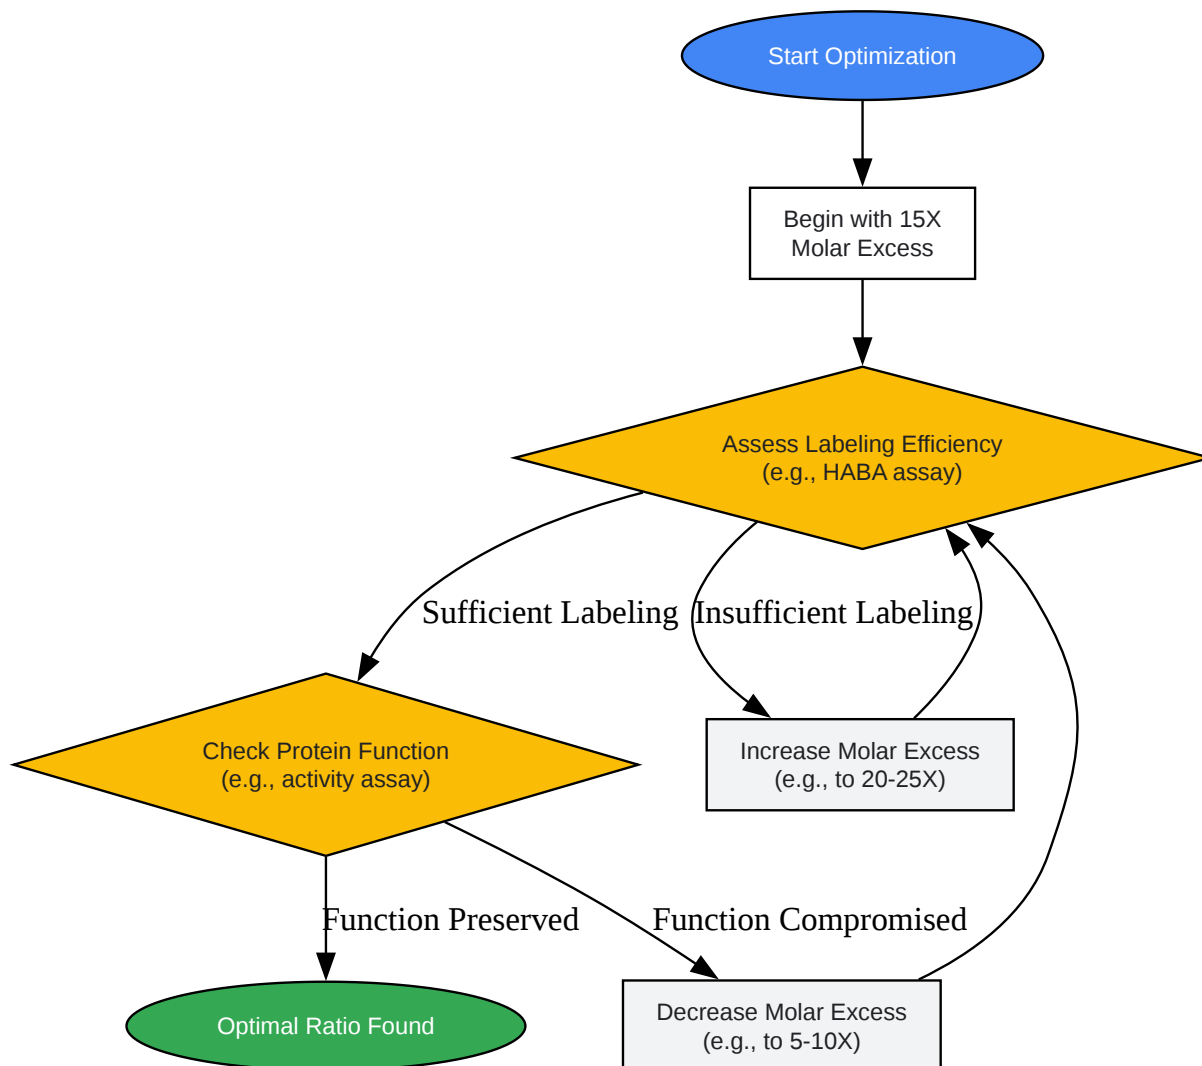 Start Optimization
Begin with 15X
Molar Excess
Assess Labeling Efficiency
(e.g., HABA assay)
Sufficient Labeling
Insufficient Labeling
Check Protein Function
(e.g., activity assay)
Increase Molar Excess
(e.g., to 20-25X)
Function Preserved
Function Compromised
Optimal Ratio Found
Decrease Molar Excess
(e.g., to 5-10X)